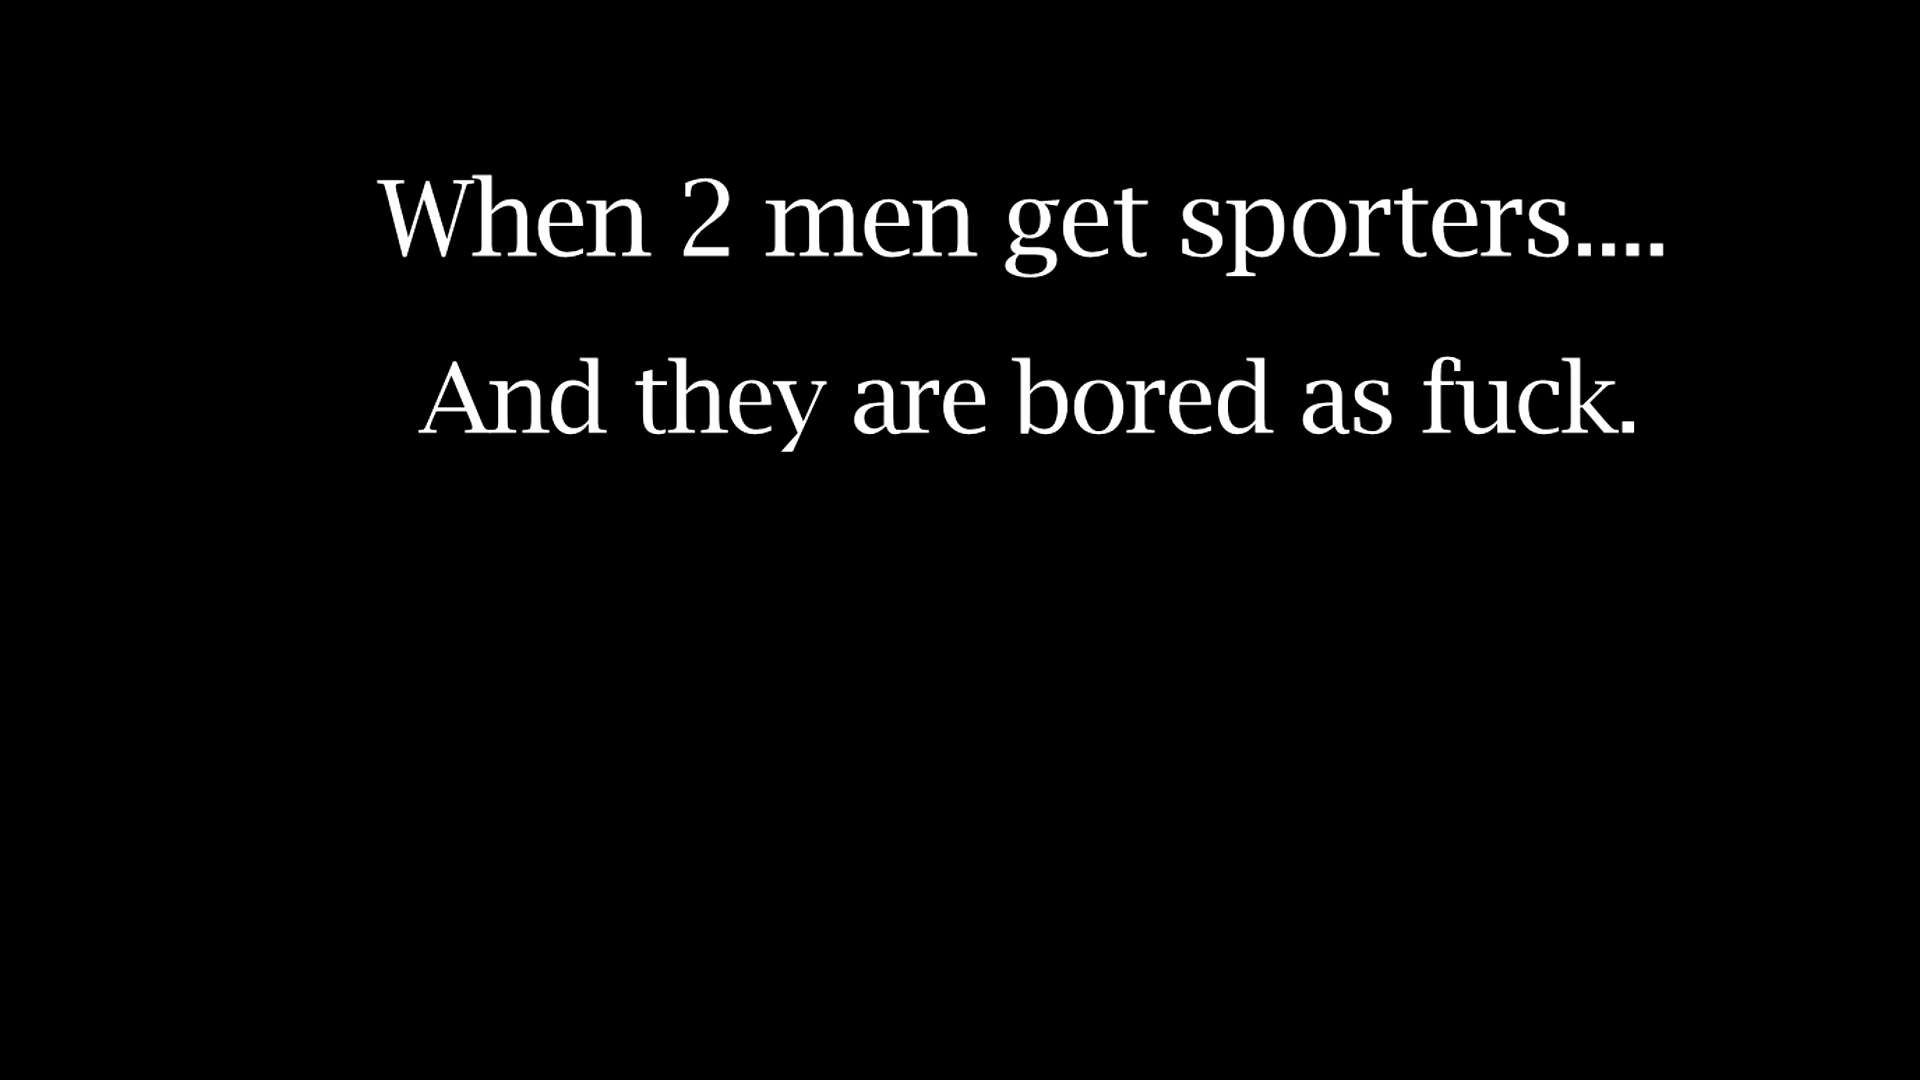 When 2 men get sporters....
And they are bored as fuck.